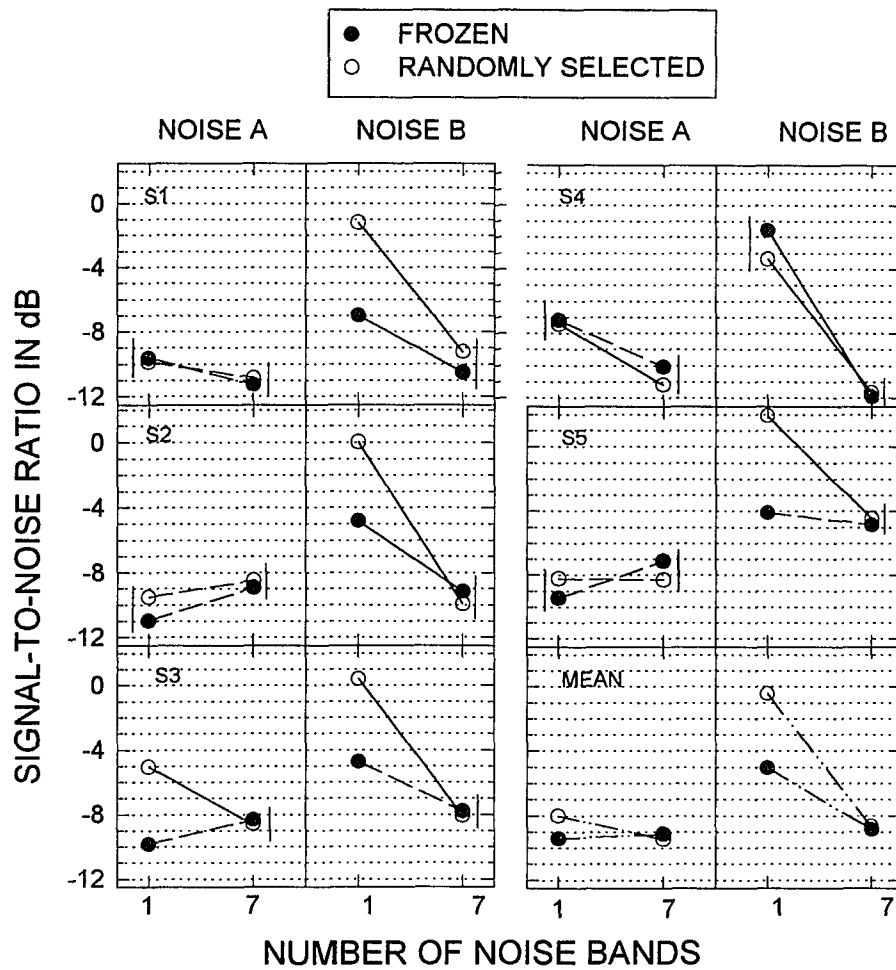 FROZEN
RANDOMLY SELECTED
NOISE A NOISE B NOISE A NOISE B
S1
0
-4
-8
-12
S4
S2
0
-4
-8
-12
S5
S3
0
-4
-8
-12
MEAN
1 7 1 7 1 7 1 7
SIGNAL-TO-NOISE RATIO IN dB
NUMBER OF NOISE BANDS